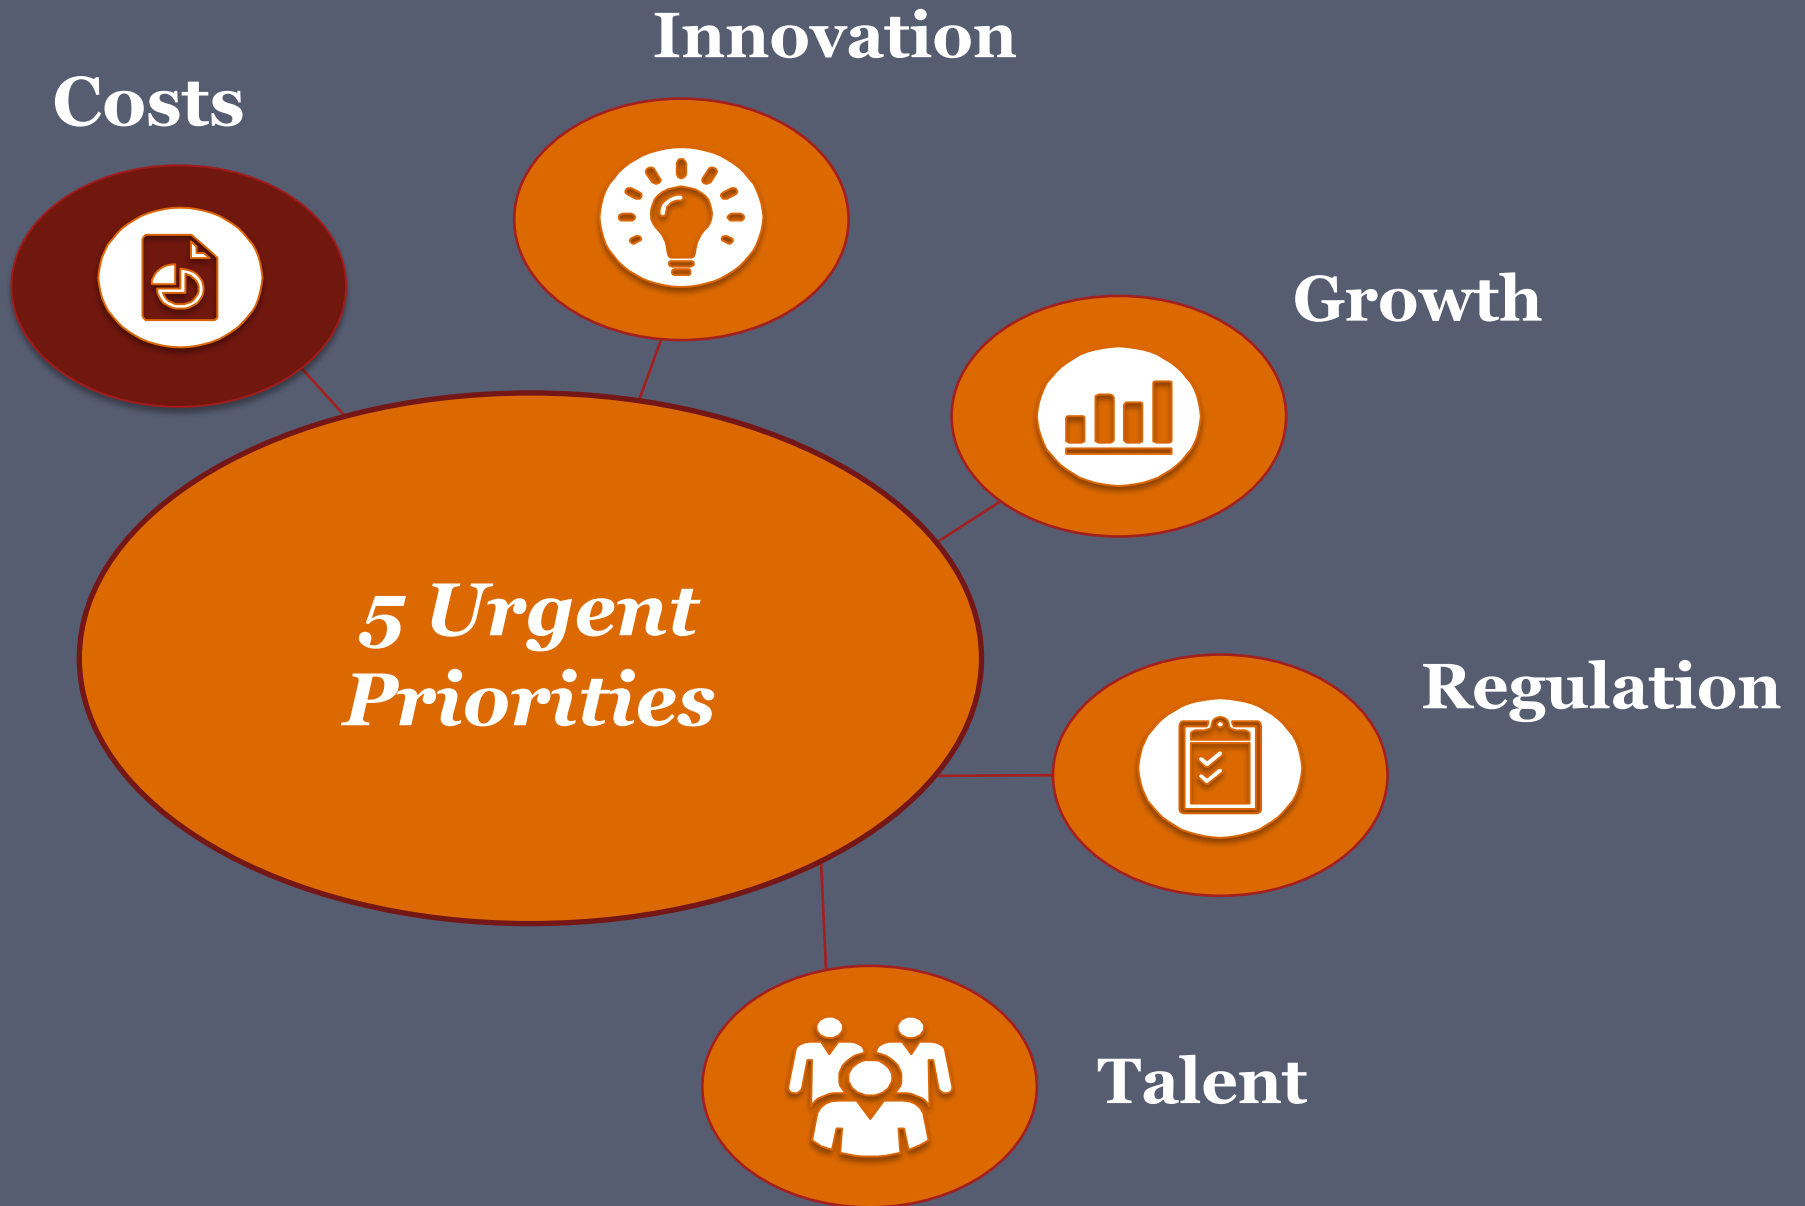 Innovation
Costs
Growth
5 Urgent
Priorities
Regulation
Talent